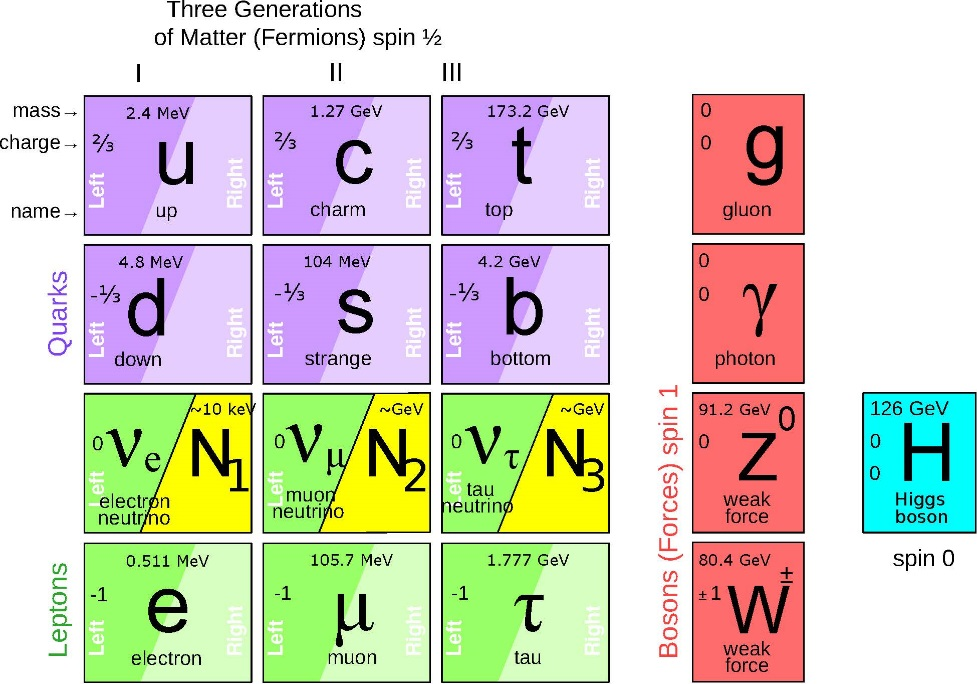 Three Generations
of Matter (Fermions) spin ½
I II III
mass→
charge→
name→
2.4 MeV
⅔
u
Left
Right
up
1.27 GeV
⅔
c
Left
Right
charm
173.2 GeV
⅔
t
Left
Right
top
0
0
g
gluon
Quarks
4.8 MeV
-⅓
d
Left
Right
down
104 MeV
-⅓
s
Left
Right
strange
4.2 GeV
-⅓
b
Left
Right
bottom
0
0
γ
photon
0
νe
Left
electron
neutrino
~10 keV
N1
0
νμ
Left
muon
neutrino
~GeV
N2
0
ντ
Left
tau
neutrino
~GeV
N3
Bosons (Forces) spin 1
91.2 GeV
0
Z0
weak
force
126 GeV
0
0
H
Higgs
boson
spin 0
Leptons
0.511 MeV
-1
e
Left
Right
electron
105.7 MeV
-1
μ
Left
Right
muon
1.777 GeV
-1
τ
Left
Right
tau
80.4 GeV
±1
W±
weak
force